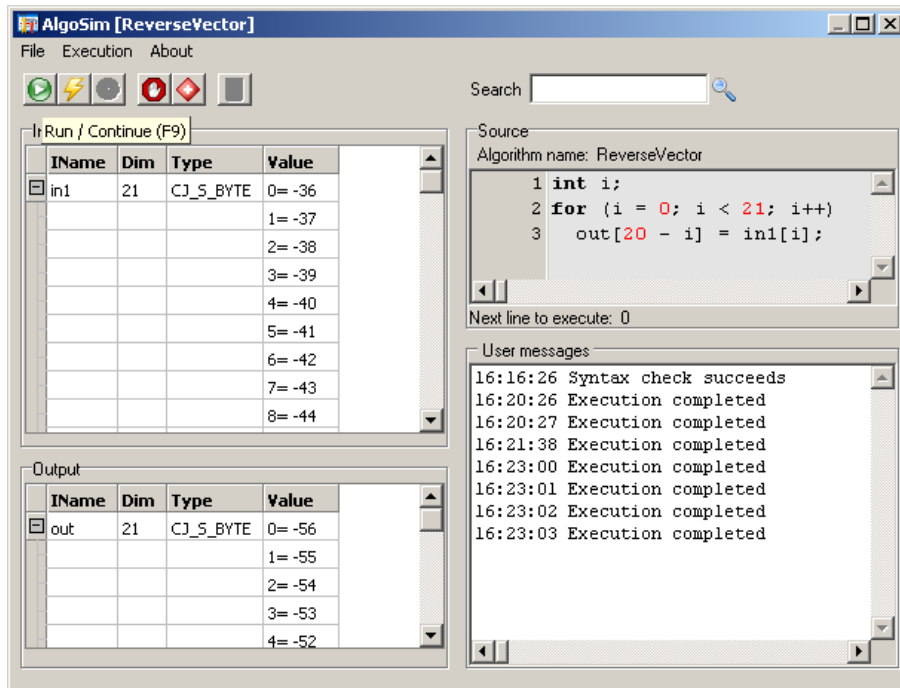 AlgoSim [ReverseVector]
File Execution About
Search
Run / Continue (F9)
IName Dim Type Value
in1 21 CJ_S_BYTE 0= -36
1= -37
2= -38
3= -39
4= -40
5= -41
6= -42
7= -43
8= -44
Output
IName Dim Type Value
out 21 CJ_S_BYTE 0= -56
1= -55
2= -54
3= -53
4= -52
Source
Algorithm name: ReverseVector
1 int i;
2 for (i = 0; i < 21; i++)
3 out[20 - i] = in1[i];
Next line to execute: 0
User messages
16:16:26 Syntax check succeeds
16:20:26 Execution completed
16:20:27 Execution completed
16:21:38 Execution completed
16:23:00 Execution completed
16:23:01 Execution completed
16:23:02 Execution completed
16:23:03 Execution completed